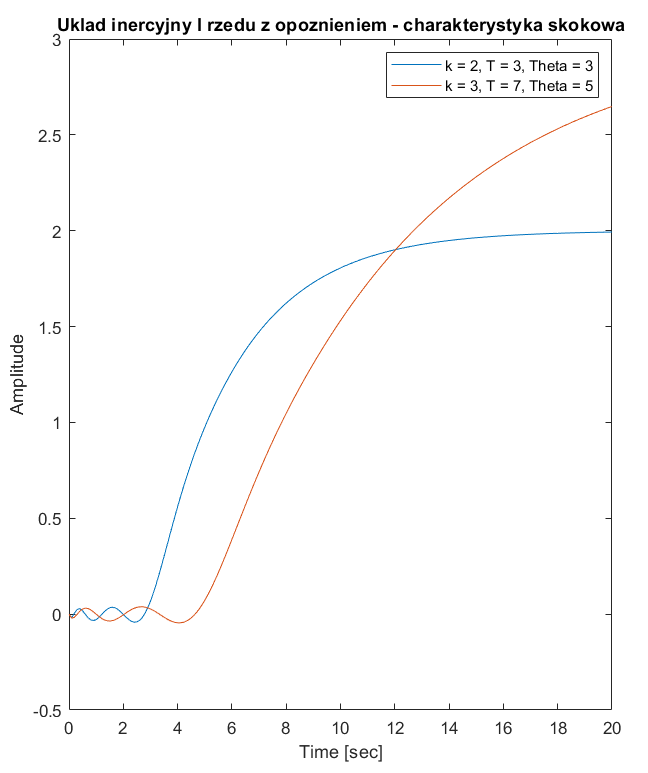 Uklad inercyjny I rzedu z opoznieniem - charakterystyka skokowa
k = 2, T = 3, Theta = 3
k = 3, T = 7, Theta = 5
3
2.5
2
1.5
1
0.5
0
-0.5
Amplitude
0 2 4 6 8 10 12 14 16 18 20
Time [sec]